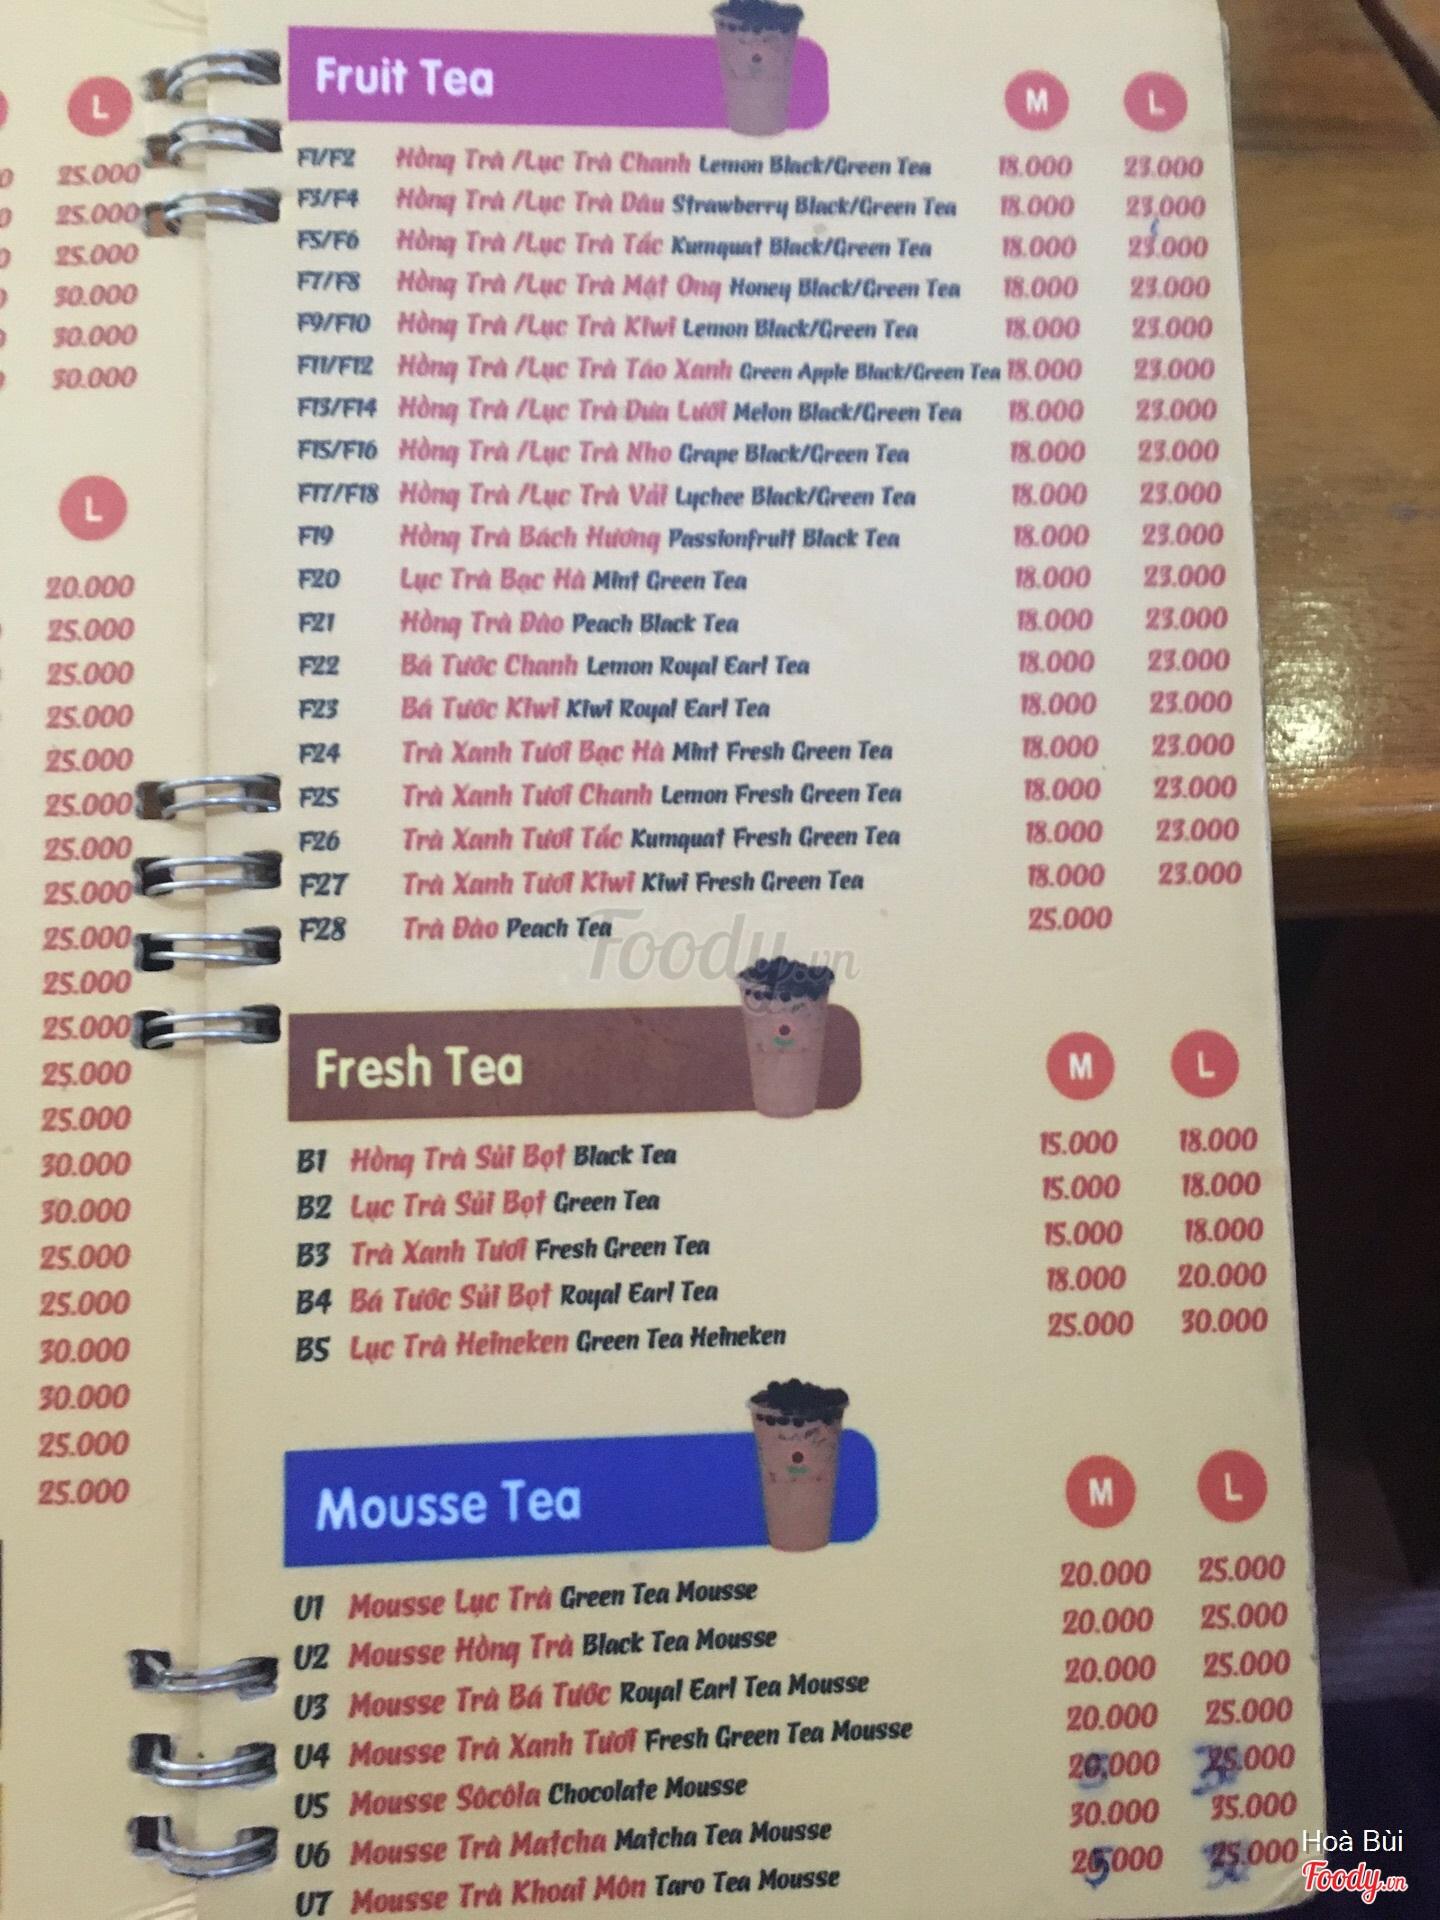 L
25.000
25.000
25.000
30.000
30.000
30.000
L
20.000
25.000
25.000
25.000
25.000
25.000
25.000
25.000
25.000
25.000
25.000
25.000
25.000
30.000
30.000
25.000
25.000
30.000
30.000
25.000
25.000
Fruit Tea M L
F1/F2 Hồng Trà /Lục Trà Chanh Lemon Black/Green Tea 18.000 23.000
F3/F4 Hồng Trà /Lục Trà Dâu Strawberry Black/Green Tea 18.000 23.000
F5/F6 Hồng Trà /Lục Trà Tắc Kumquat Black/Green Tea 18.000 23.000
F7/F8 Hồng Trà /Lục Trà Mật Ong Honey Black/Green Tea 18.000 23.000
F9/F10 Hồng Trà /Lục Trà Kiwi Lemon Black/Green Tea 18.000 23.000
F11/F12 Hồng Trà /Lục Trà Táo Xanh Green Apple Black/Green Tea 18.000 23.000
F13/F14 Hồng Trà /Lục Trà Dưa Lưới Melon Black/Green Tea 18.000 23.000
F15/F16 Hồng Trà /Lục Trà Nho Grape Black/Green Tea 18.000 23.000
F17/F18 Hồng Trà /Lục Trà Vải Lychee Black/Green Tea 18.000 23.000
F19 Hồng Trà Bách Hương Passionfruit Black Tea 18.000 23.000
F20 Lục Trà Bạc Hà Mint Green Tea 18.000 23.000
F21 Hồng Trà Đào Peach Black Tea 18.000 23.000
F22 Bá Tước Chanh Lemon Royal Earl Tea 18.000 23.000
F23 Bá Tước Kiwi Kiwi Royal Earl Tea 18.000 23.000
F24 Trà Xanh Tươi Bạc Hà Mint Fresh Green Tea 18.000 23.000
F25 Trà Xanh Tươi Chanh Lemon Fresh Green Tea 18.000 23.000
F26 Trà Xanh Tươi Tắc Kumquat Fresh Green Tea 18.000 23.000
F27 Trà Xanh Tươi Kiwi Kiwi Fresh Green Tea 18.000 23.000
F28 Trà Đào Peach Tea 25.000
Foody.vn
Fresh Tea M L
B1 Hồng Trà Sủi Bọt Black Tea 15.000 18.000
B2 Lục Trà Sủi Bọt Green Tea 15.000 18.000
B3 Trà Xanh Tươi Fresh Green Tea 15.000 18.000
B4 Bá Tước Sủi Bọt Royal Earl Tea 18.000 20.000
B5 Lục Trà Heineken Green Tea Heineken 25.000 30.000
Mousse Tea M L
U1 Mousse Lục Trà Green Tea Mousse 20.000 25.000
U2 Mousse Hồng Trà Black Tea Mousse 20.000 25.000
U3 Mousse Trà Bá Tước Royal Earl Tea Mousse 20.000 25.000
U4 Mousse Trà Xanh Tươi Fresh Green Tea Mousse 20.000 25.000
U5 Mousse Sôcôla Chocolate Mousse 20.000 25.000
U6 Mousse Trà Matcha Matcha Tea Mousse 30.000 35.000
U7 Mousse Trà Khoai Môn Taro Tea Mousse 20.000 25.000
Hoà Bùi
Foody.vn